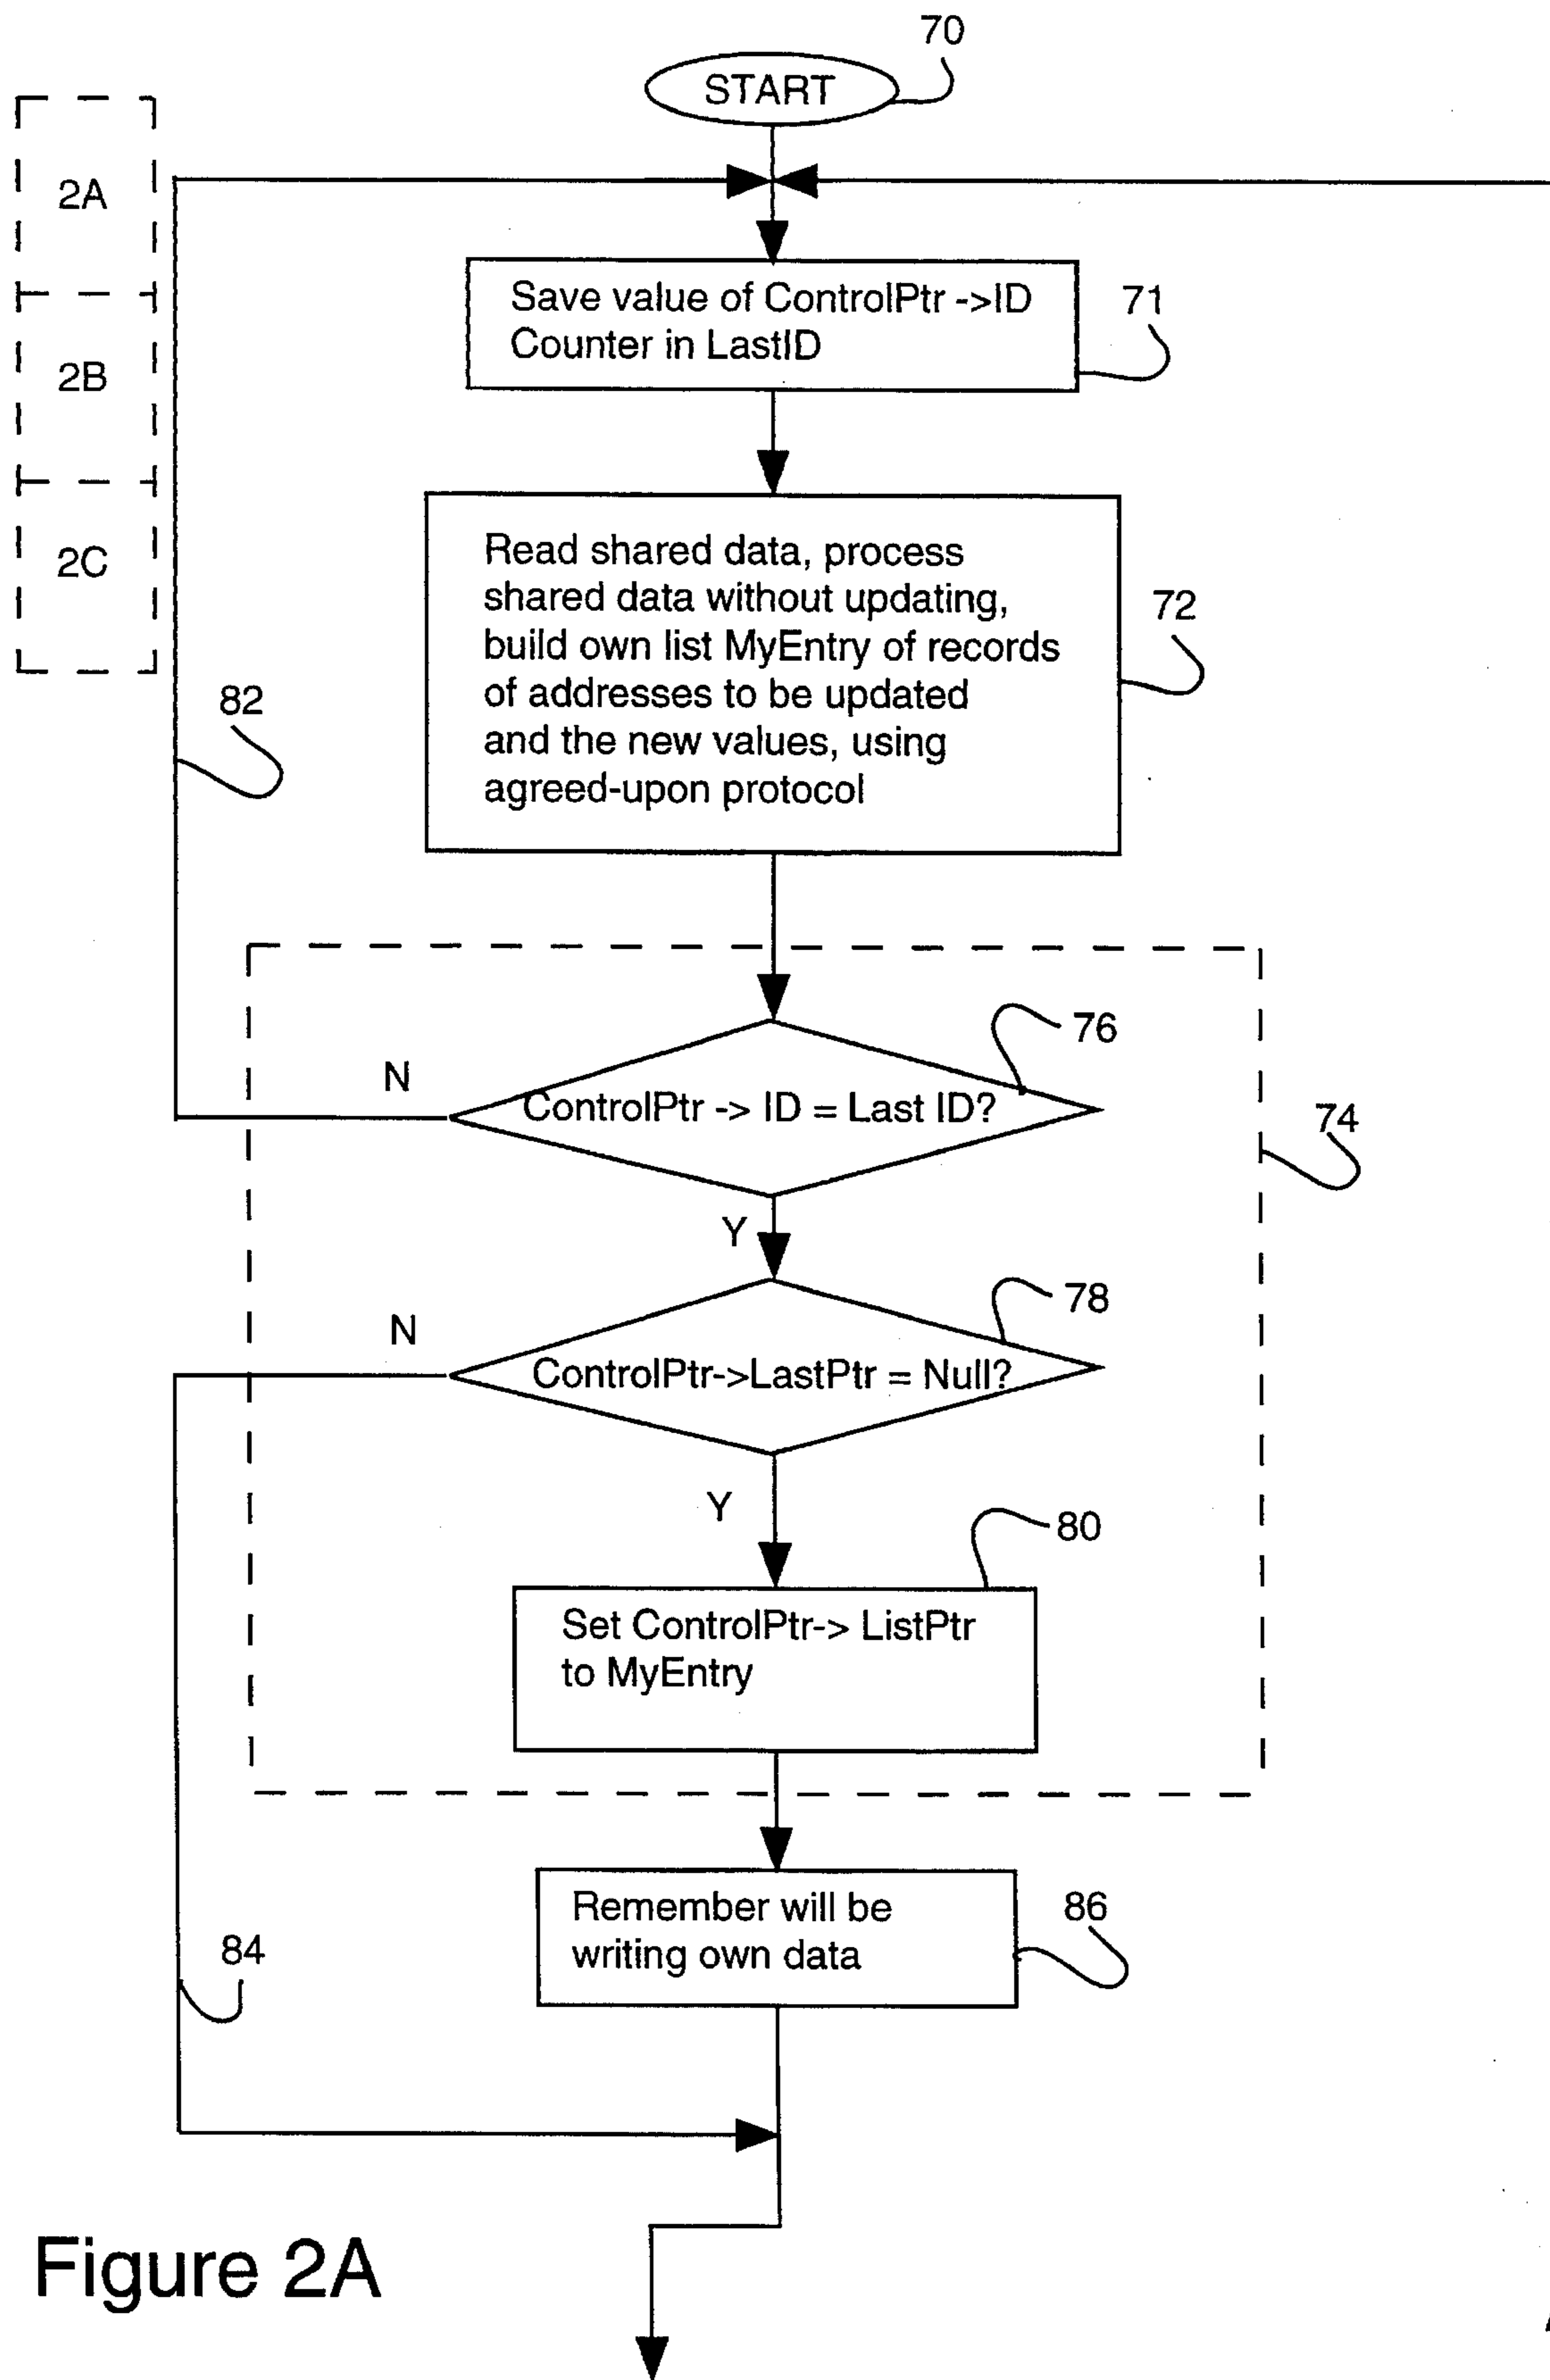 70
START
2A
2B
2C
Save value of ControlPtr ->ID
Counter in LastID
71
Read shared data, process
shared data without updating,
build own list MyEntry of records
of addresses to be updated
and the new values, using
agreed-upon protocol
72
82
76
N
ControlPtr -> ID = Last ID?
74
Y
78
N
ControlPtr->LastPtr = Null?
Y
80
Set ControlPtr-> ListPtr
to MyEntry
Remember will be
writing own data
86
84
Figure 2A